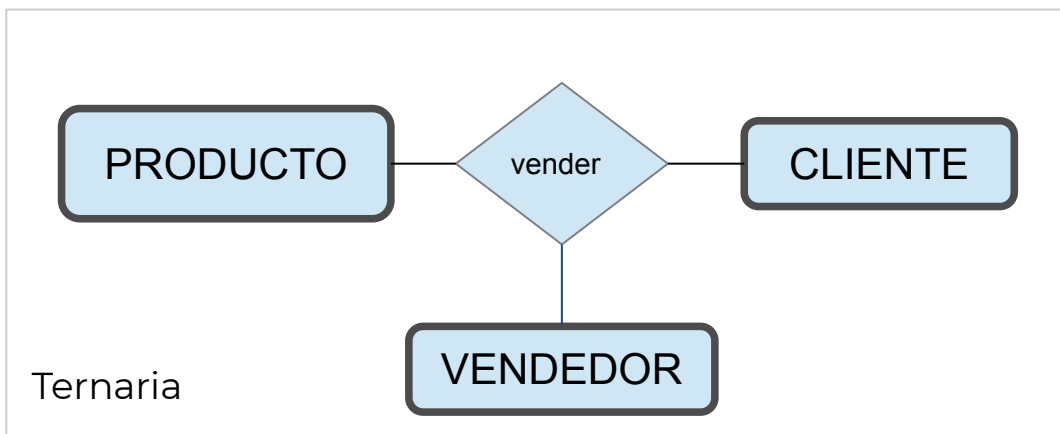 PRODUCTO
vender
CLIENTE
VENDEDOR
Ternaria